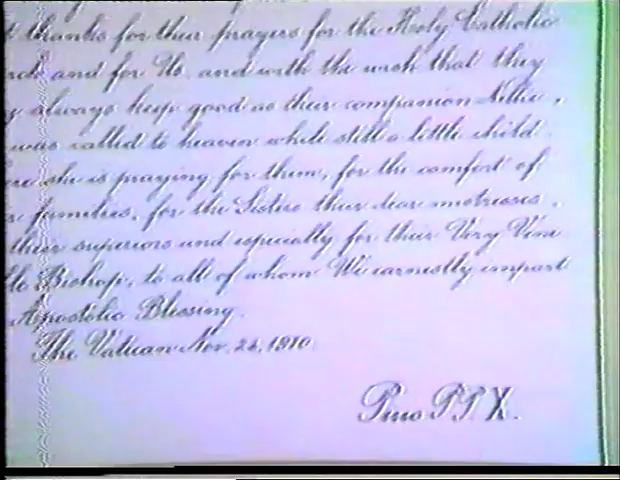 t thanks for their prayers for the Holy Catholic
and for Us, and with the wish that they
y always keep good as their companion Nellie,
was called to heaven while still a little child.
she is praying for them, for the comfort of
r families, for the Sisters their dear mistresses,
their superiors and especially for their Very Vene
le Bishop, to all of whom We earnestly impart
Apostolic Blessing.
The Vatican Nov. 26, 1910.
Pius PP. X.